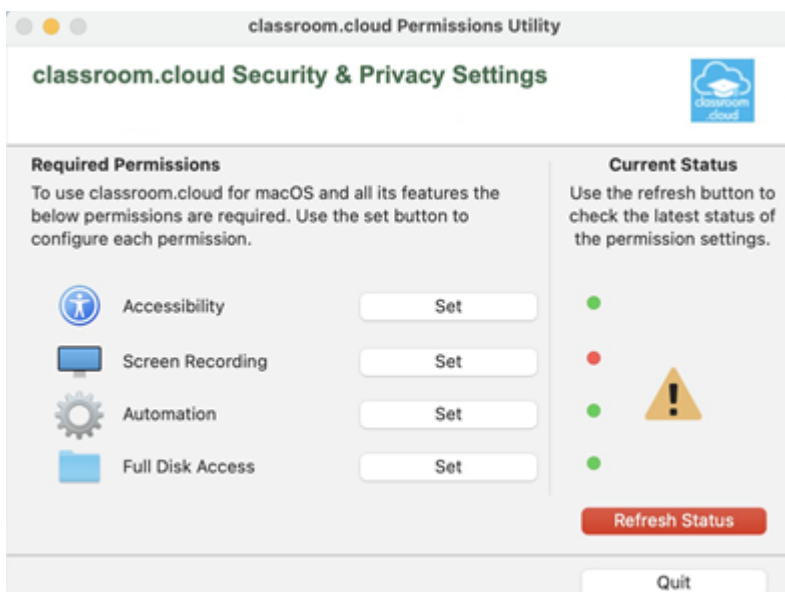 classroom.cloud Permissions Utility
classroom.cloud Security & Privacy Settings
classroom
.cloud
Required Permissions
To use classroom.cloud for macOS and all its features the
below permissions are required. Use the set button to
configure each permission.
Current Status
Use the refresh button to
check the latest status of
the permission settings.
Accessibility
Set
Screen Recording
Set
Automation
Set
Full Disk Access
Set
Refresh Status
Quit